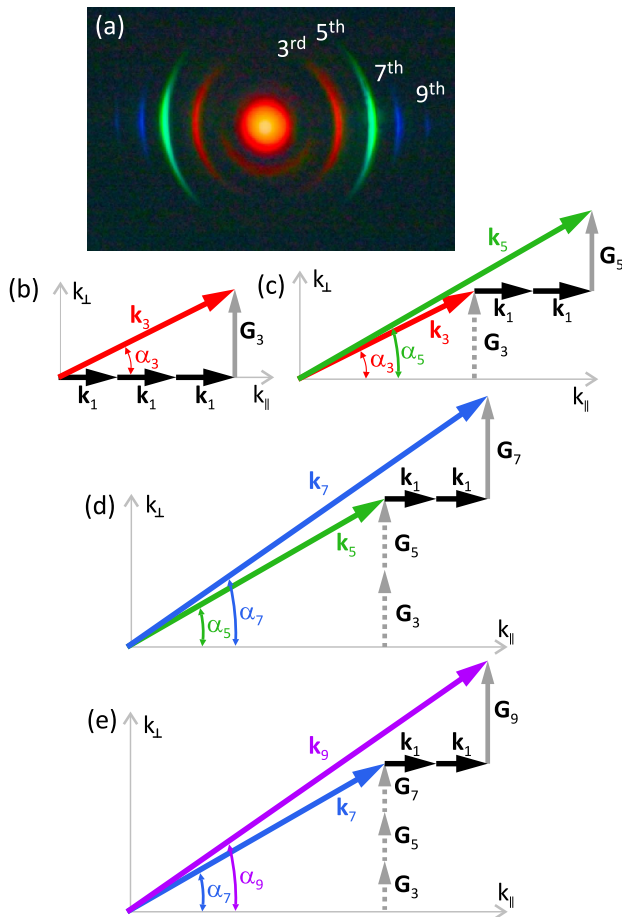 (a)
3rd 5th
7th
9th
(b)
k⊥
k3
α3
G3
k1 k1 k1
k∥
(c)
k⊥
k5
G5
k3
k1 k1
α3 α5
G3
k∥
(d)
k⊥
k7
G7
k1 k1
k5
G5
α5 α7
G3
k∥
(e)
k⊥
k9
G9
k1 k1
k7
G7
G5
α7 α9
G3
k∥